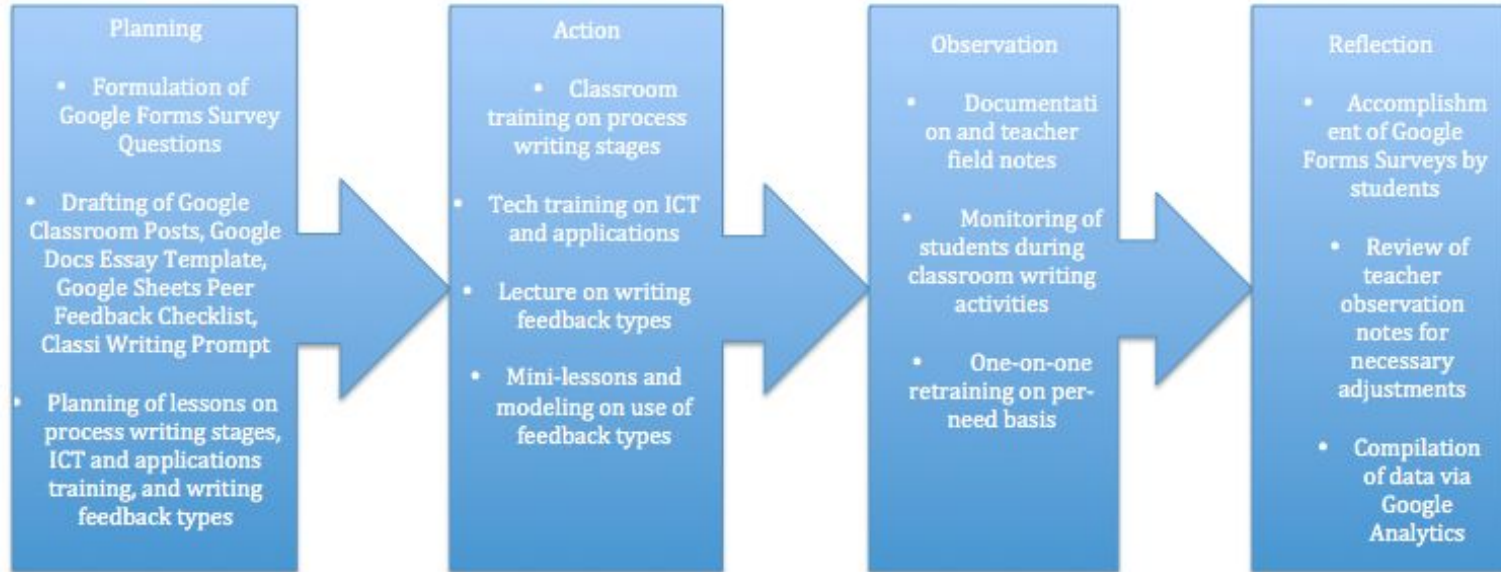 Planning
• Formulation of
Google Forms Survey
Questions
• Drafting of Google
Classroom Posts, Google
Docs Essay Template,
Google Sheets Peer
Feedback Checklist,
Classi Writing Prompt
• Planning of lessons on
process writing stages,
ICT and applications
training, and writing
feedback types
Action
• Classroom
training on process
writing stages
• Tech training on ICT
and applications
• Lecture on writing
feedback types
• Mini-lessons and
modeling on use of
feedback types
Observation
• Documentati
on and teacher
field notes
• Monitoring of
students during
classroom writing
activities
• One-on-one
retraining on per-
need basis
Reflection
• Accomplishm
ent of Google
Forms Surveys by
students
• Review of
teacher
observation
notes for
necessary
adjustments
• Compilation
of data via
Google
Analytics